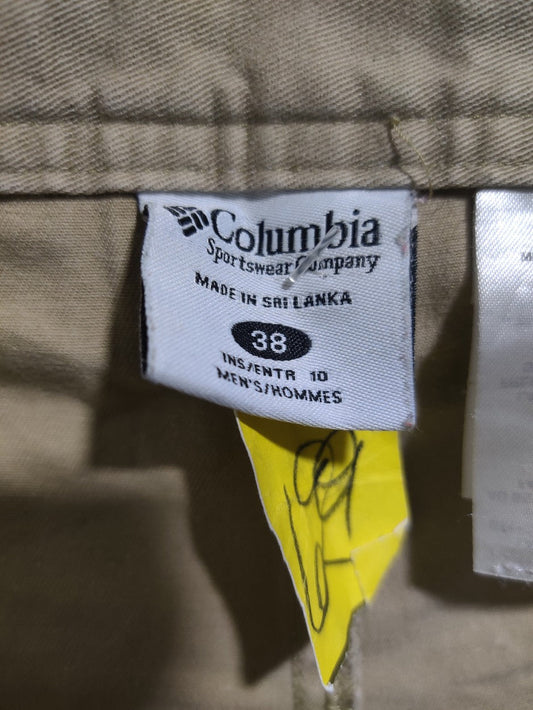 Columbia
Sportswear Company
MADE IN SRI LANKA
38
INS/ENTR 10
MEN'S/HOMMES